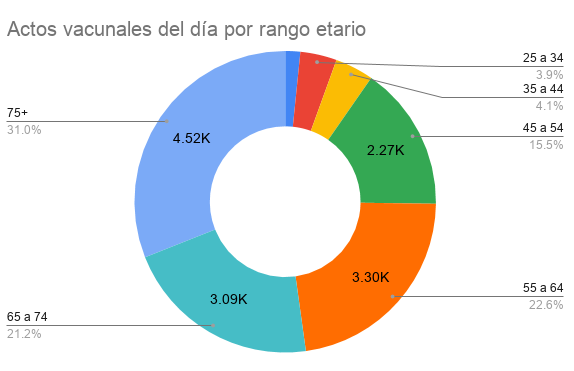 Actos vacunales del día por rango etario
25 a 34
3.9%
35 a 44
4.1%
75+
31.0%
45 a 54
15.5%
4.52K
2.27K
3.30K
55 a 64
22.6%
3.09K
65 a 74
21.2%